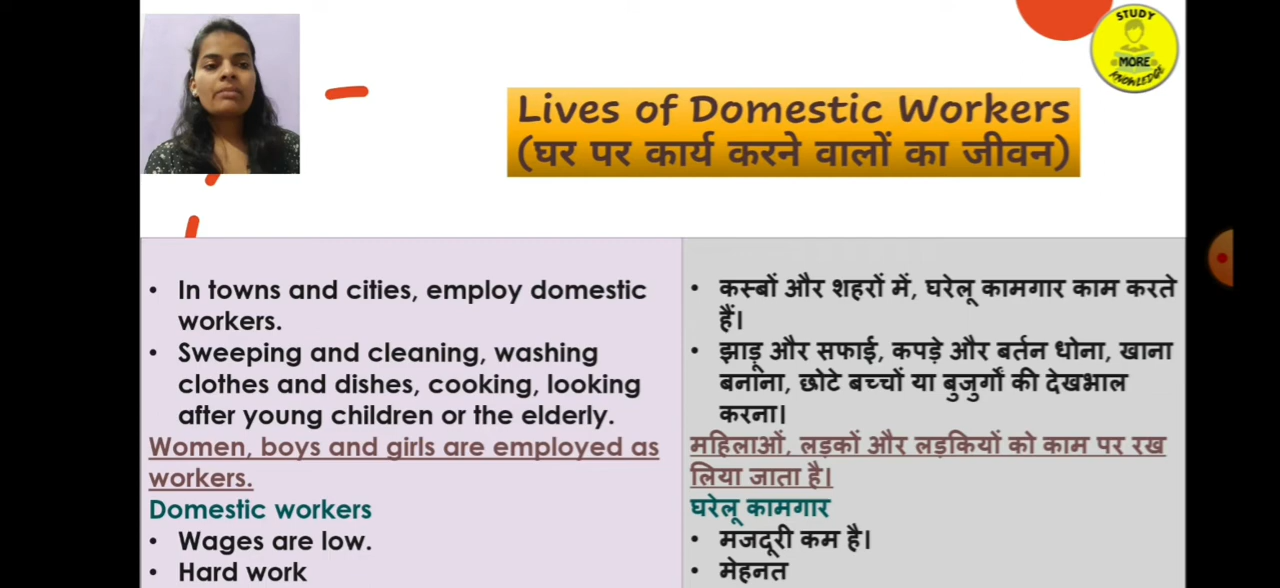 STUDY
MORE
KNOWLEDGE
Lives of Domestic Workers
(घर पर कार्य करने वालों का जीवन)
• In towns and cities, employ domestic
workers.
• Sweeping and cleaning, washing
clothes and dishes, cooking, looking
after young children or the elderly.
Women, boys and girls are employed as
workers.
Domestic workers
• Wages are low.
• Hard work
• कस्बों और शहरों में, घरेलू कामगार काम करते
हैं।
• झाड़ू और सफाई, कपड़े और बर्तन धोना, खाना
बनाना, छोटे बच्चों या बुजुर्गों की देखभाल
करना।
महिलाओं, लड़कों और लड़कियों को काम पर रख
लिया जाता है।
घरेलू कामगार
• मजदूरी कम है।
• मेहनत